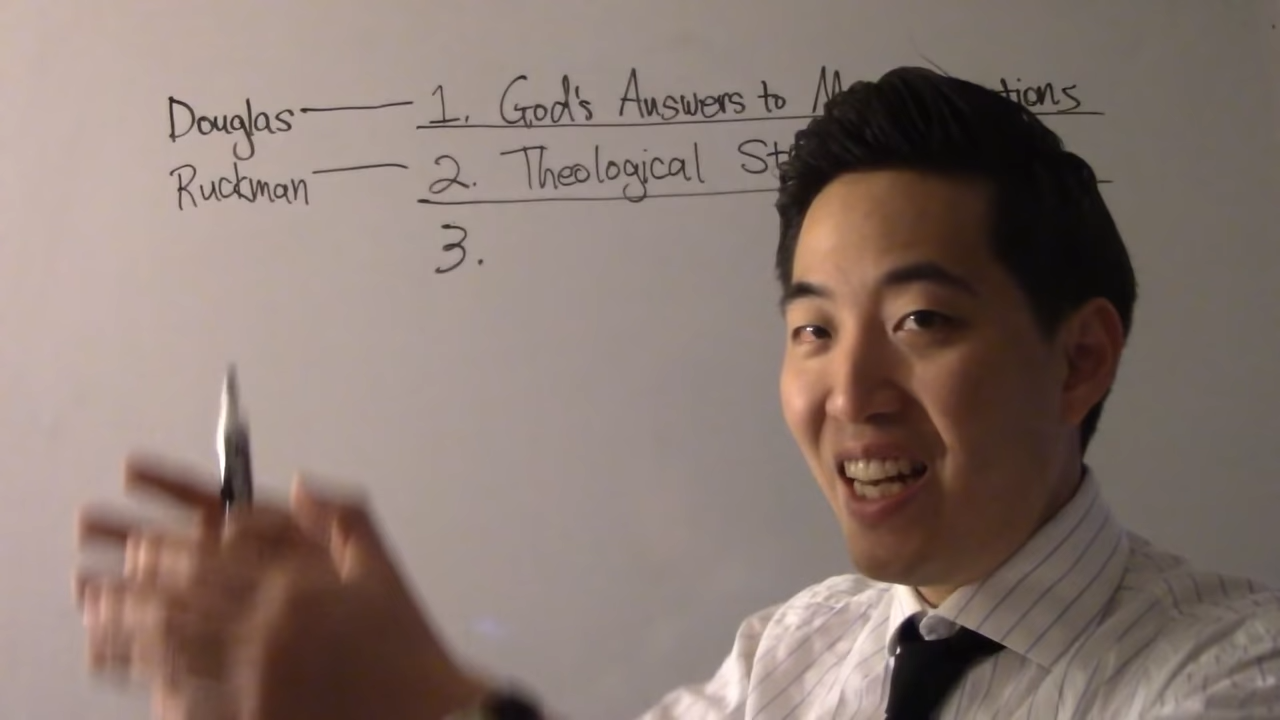 Douglas — 1. God's Answers to
Ruckman — 2. Theological
3.